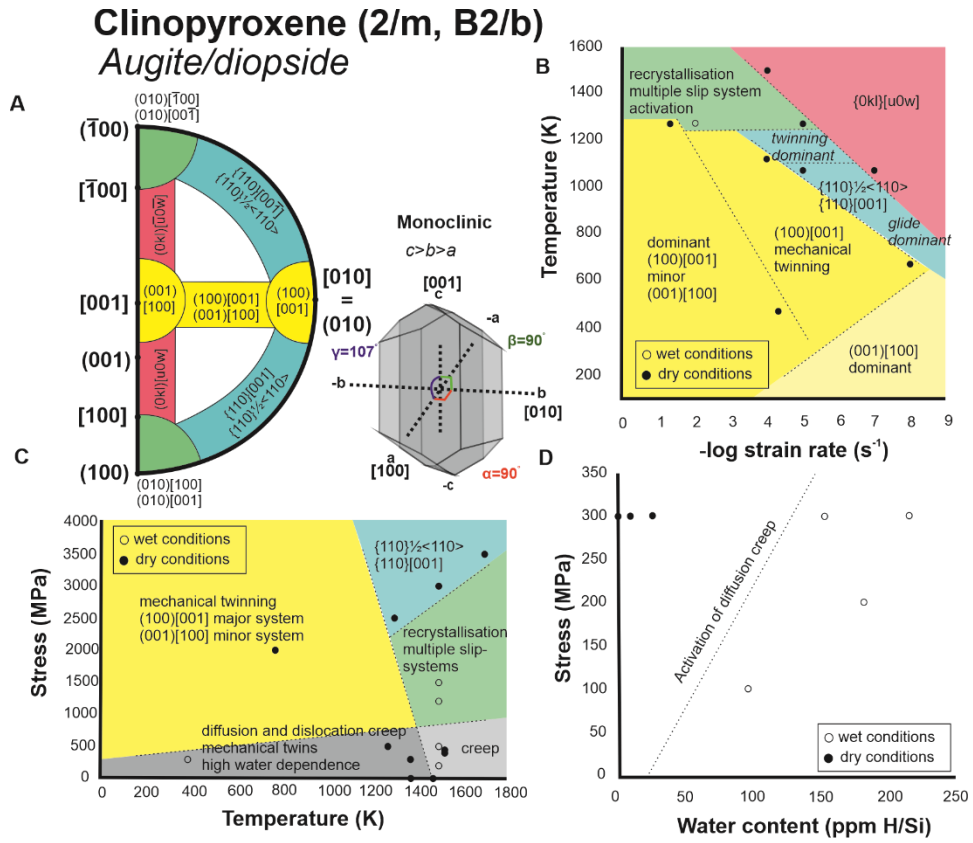 Clinopyroxene (2/m, B2/b)
Augite/diopside
A
(010)[1̅00]
(010)[001̅]
(1̅00)
[1̅00]
[001]
(001)
[100]
(100)
{110}[001̅]
{110}½<110>
(0kl)[u̅0w̅]
(001)
[100]
(100)[001]
(001)[100]
(100)
[001]
[010]
=
(010)
(0kl)[u0w]
{110}[001]
{110}½<110>
(010)[100]
(010)[001]
Monoclinic
c>b>a
[001]
c
-a
γ=107°
β=90°
-b
b
[010]
a
[100]
-c
α=90°
B
Temperature (K)
1600
1400
1200
1000
800
600
400
200
recrystallisation
multiple slip system
activation
{0kl}[u0w]
twinning
dominant
{110}½<110>
{110}[001]
glide
dominant
(100)[001]
mechanical
twinning
dominant
(100)[001]
minor
(001)[100]
(001)[100]
dominant
wet conditions
dry conditions
0 1 2 3 4 5 6 7 8 9
-log strain rate (s⁻¹)
C
Stress (MPa)
4000
3500
3000
2500
2000
1500
1000
500
0
wet conditions
dry conditions
mechanical twinning
(100)[001] major system
(001)[100] minor system
{110}½<110>
{110}[001]
recrystallisation
multiple slip-
systems
diffusion and dislocation creep
mechanical twins
high water dependence
creep
0 200 400 600 800 1000 1200 1400 1600 1800
Temperature (K)
D
Stress (MPa)
350
300
250
200
150
100
50
0
Activation of diffusion creep
wet conditions
dry conditions
0 50 100 150 200 250
Water content (ppm H/Si)